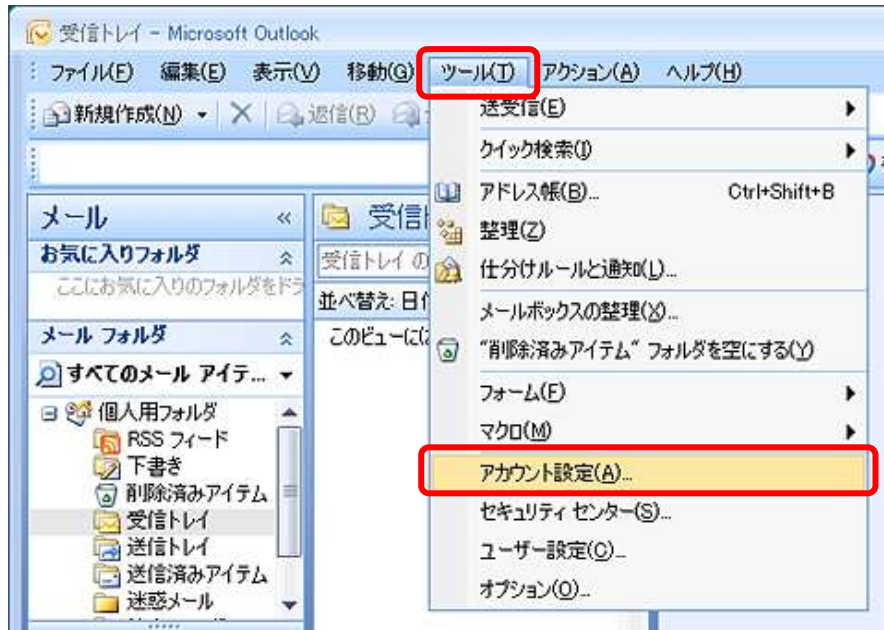 受信トレイ - Microsoft Outlook
ファイル(F) 編集(E) 表示(V) 移動(G) ツール(T) アクション(A) ヘルプ(H)
新規作成(N) 返信(R)
送受信(E)
クイック検索(I)
アドレス帳(B)... Ctrl+Shift+B
整理(Z)
仕分けルールと通知(L)...
メールボックスの整理(X)...
"削除済みアイテム" フォルダを空にする(Y)
フォーム(F)
マクロ(M)
アカウント設定(A)...
セキュリティ センター(S)...
ユーザー設定(C)...
オプション(O)...
メール «
お気に入りフォルダ
ここにお気に入りのフォルダをドラ
メール フォルダ
すべてのメール アイテ...
個人用フォルダ
RSS フィード
下書き
削除済みアイテム
受信トレイ
送信トレイ
送信済みアイテム
迷惑メール
受信
受信トレイ の
並べ替え: 日
このビューに